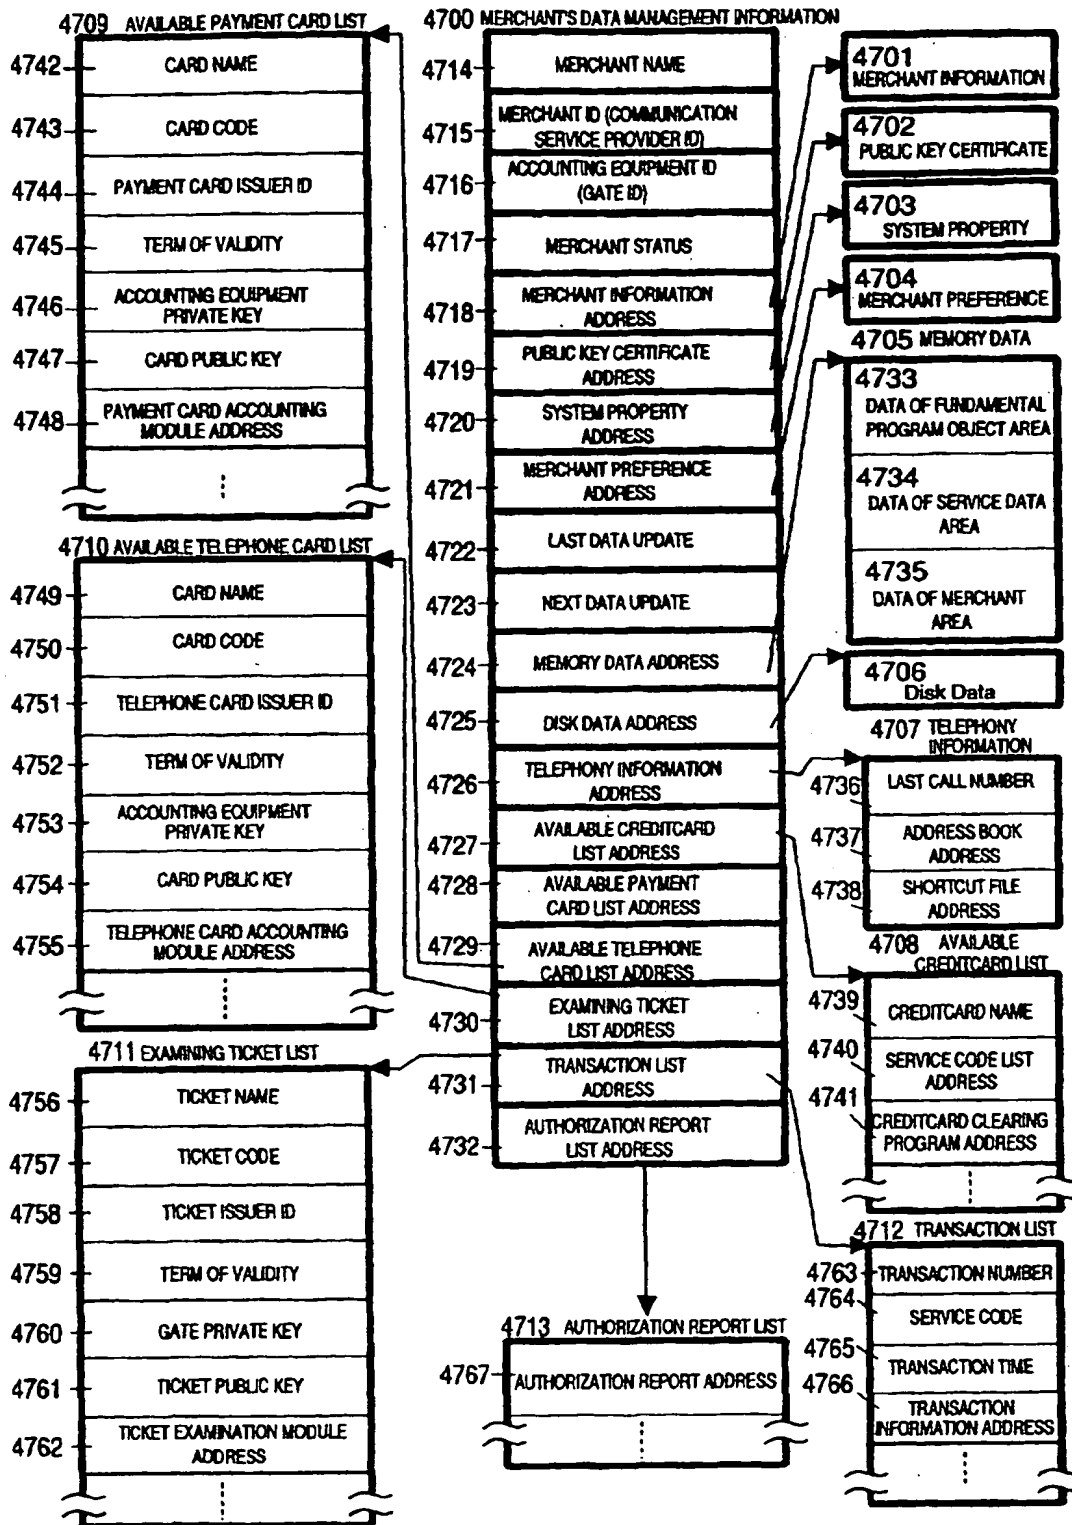 4709 AVAILABLE PAYMENT CARD LIST
4742 CARD NAME
4743 CARD CODE
4744 PAYMENT CARD ISSUER ID
4745 TERM OF VALIDITY
4746 ACCOUNTING EQUIPMENT
PRIVATE KEY
4747 CARD PUBLIC KEY
4748 PAYMENT CARD ACCOUNTING
MODULE ADDRESS
4710 AVAILABLE TELEPHONE CARD LIST
4749 CARD NAME
4750 CARD CODE
4751 TELEPHONE CARD ISSUER ID
4752 TERM OF VALIDITY
4753 ACCOUNTING EQUIPMENT
PRIVATE KEY
4754 CARD PUBLIC KEY
4755 TELEPHONE CARD ACCOUNTING
MODULE ADDRESS
4711 EXAMINING TICKET LIST
4756 TICKET NAME
4757 TICKET CODE
4758 TICKET ISSUER ID
4759 TERM OF VALIDITY
4760 GATE PRIVATE KEY
4761 TICKET PUBLIC KEY
4762 TICKET EXAMINATION MODULE
ADDRESS
4700 MERCHANT'S DATA MANAGEMENT INFORMATION
4714 MERCHANT NAME
4715 MERCHANT ID (COMMUNICATION
SERVICE PROVIDER ID)
4716 ACCOUNTING EQUIPMENT ID
(GATE ID)
4717 MERCHANT STATUS
4718 MERCHANT INFORMATION
ADDRESS
4719 PUBLIC KEY CERTIFICATE
ADDRESS
4720 SYSTEM PROPERTY
ADDRESS
4721 MERCHANT PREFERENCE
ADDRESS
4722 LAST DATA UPDATE
4723 NEXT DATA UPDATE
4724 MEMORY DATA ADDRESS
4725 DISK DATA ADDRESS
4726 TELEPHONY INFORMATION
ADDRESS
4727 AVAILABLE CREDITCARD
LIST ADDRESS
4728 AVAILABLE PAYMENT
CARD LIST ADDRESS
4729 AVAILABLE TELEPHONE
CARD LIST ADDRESS
4730 EXAMINING TICKET
LIST ADDRESS
4731 TRANSACTION LIST
ADDRESS
4732 AUTHORIZATION REPORT
LIST ADDRESS
4713 AUTHORIZATION REPORT LIST
4767 AUTHORIZATION REPORT ADDRESS
4701
MERCHANT INFORMATION
4702
PUBLIC KEY CERTIFICATE
4703
SYSTEM PROPERTY
4704
MERCHANT PREFERENCE
4705 MEMORY DATA
4733
DATA OF FUNDAMENTAL
PROGRAM OBJECT AREA
4734
DATA OF SERVICE DATA
AREA
4735
DATA OF MERCHANT
AREA
4706
Disk Data
4707 TELEPHONY
INFORMATION
4736 LAST CALL NUMBER
4737 ADDRESS BOOK
ADDRESS
4738 SHORTCUT FILE
ADDRESS
4708 AVAILABLE
CREDITCARD LIST
4739 CREDITCARD NAME
4740 SERVICE CODE LIST
ADDRESS
4741 CREDITCARD CLEARING
PROGRAM ADDRESS
4712 TRANSACTION LIST
4763 TRANSACTION NUMBER
4764 SERVICE CODE
4765 TRANSACTION TIME
4766 TRANSACTION
INFORMATION ADDRESS